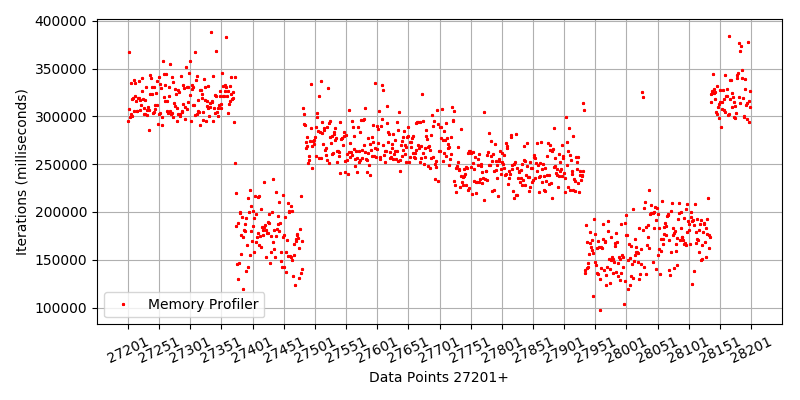 400000
350000
300000
250000
200000
150000
100000
Iterations (milliseconds)
Memory Profiler
27201 27251 27301 27351 27401 27451 27501 27551 27601 27651 27701 27751 27801 27851 27901 27951 28001 28051 28101 28151 28201
Data Points 27201+